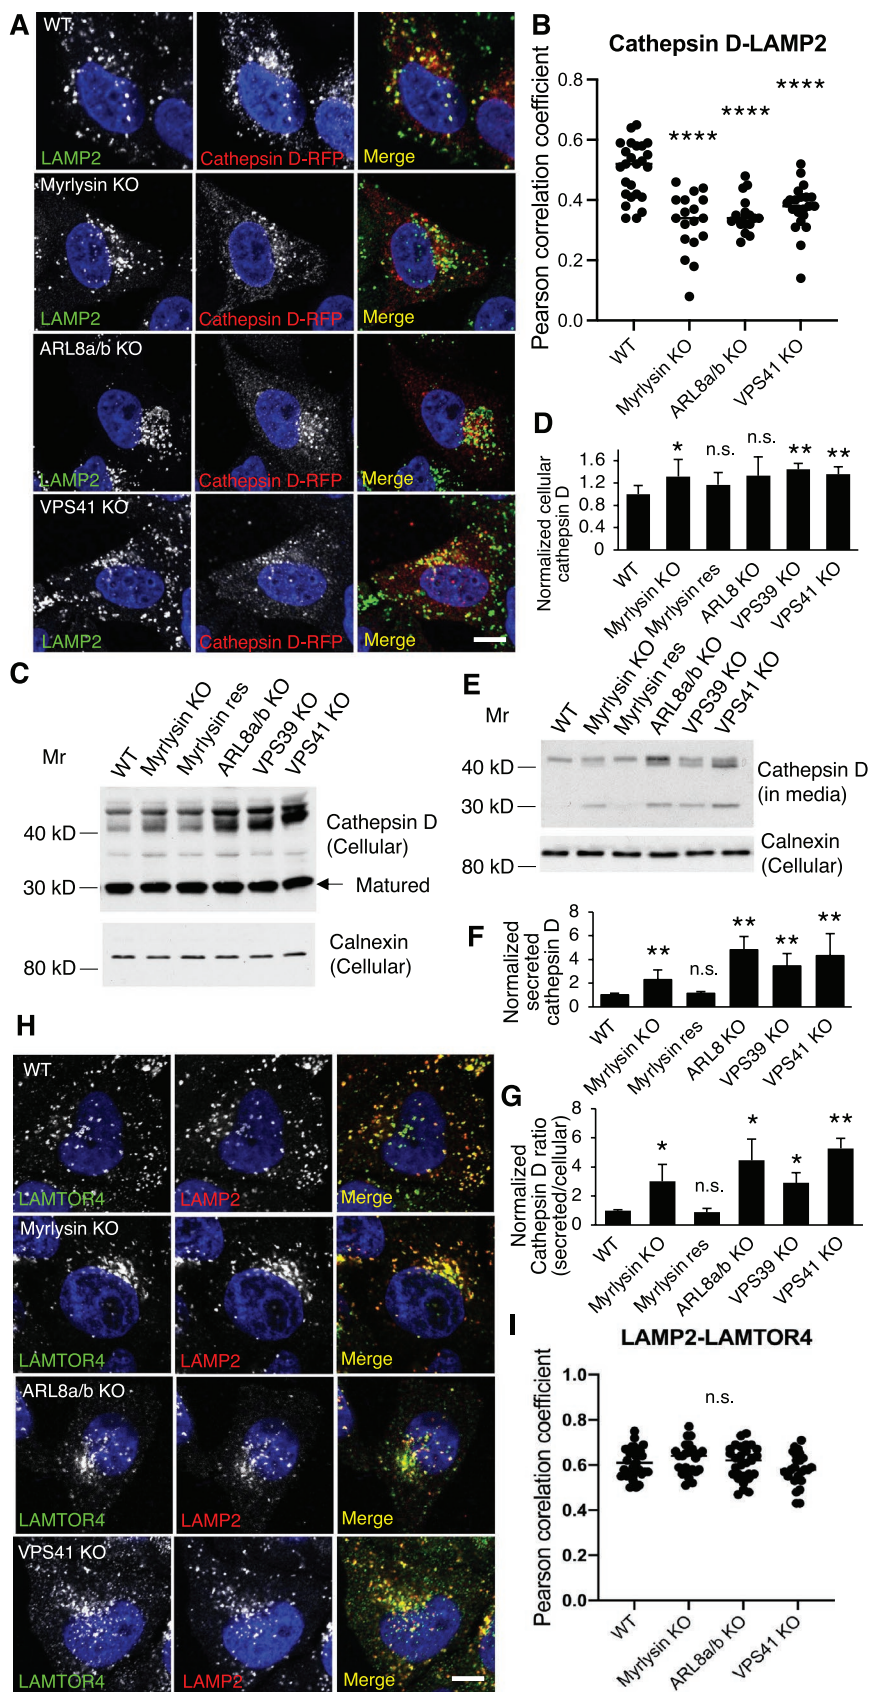 A
WT
LAMP2
Cathepsin D-RFP
Merge
Myrlysin KO
LAMP2
Cathepsin D-RFP
Merge
ARL8a/b KO
LAMP2
Cathepsin D-RFP
Merge
VPS41 KO
LAMP2
Cathepsin D-RFP
Merge
B
Cathepsin D-LAMP2
Pearson correlation coefficient
0.8
0.6
0.4
0.2
0.0
****
****
****
WT
Myrlysin KO
ARL8a/b KO
VPS41 KO
D
Normalized cellular
cathepsin D
1.6
1.2
0.8
0.4
0
*
n.s.
n.s.
**
**
WT
Myrlysin KO
Myrlysin res
ARL8 KO
VPS39 KO
VPS41 KO
C
Mr
WT
Myrlysin KO
Myrlysin res
ARL8a/b KO
VPS39 KO
VPS41 KO
40 kD
30 kD
80 kD
Cathepsin D
(Cellular)
Matured
Calnexin
(Cellular)
E
Mr
WT
Myrlysin KO
Myrlysin res
ARL8a/b KO
VPS39 KO
VPS41 KO
40 kD
30 kD
80 kD
Cathepsin D
(in media)
Calnexin
(Cellular)
F
Normalized
secreted
cathepsin D
8
6
4
2
0
**
n.s.
**
**
**
WT
Myrlysin KO
Myrlysin res
ARL8 KO
VPS39 KO
VPS41 KO
G
Normalized
Cathepsin D ratio
(secreted/cellular)
8
6
4
2
0
*
n.s.
*
*
**
WT
Myrlysin KO
Myrlysin res
ARL8a/b KO
VPS39 KO
VPS41 KO
H
WT
LAMTOR4
LAMP2
Merge
Myrlysin KO
LAMTOR4
LAMP2
Merge
ARL8a/b KO
LAMTOR4
LAMP2
Merge
VPS41 KO
LAMTOR4
LAMP2
Merge
I
LAMP2-LAMTOR4
Pearson corelation coefficient
1.0
0.8
0.6
0.4
0.2
0.0
n.s.
WT
Myrlysin KO
ARL8a/b KO
VPS41 KO